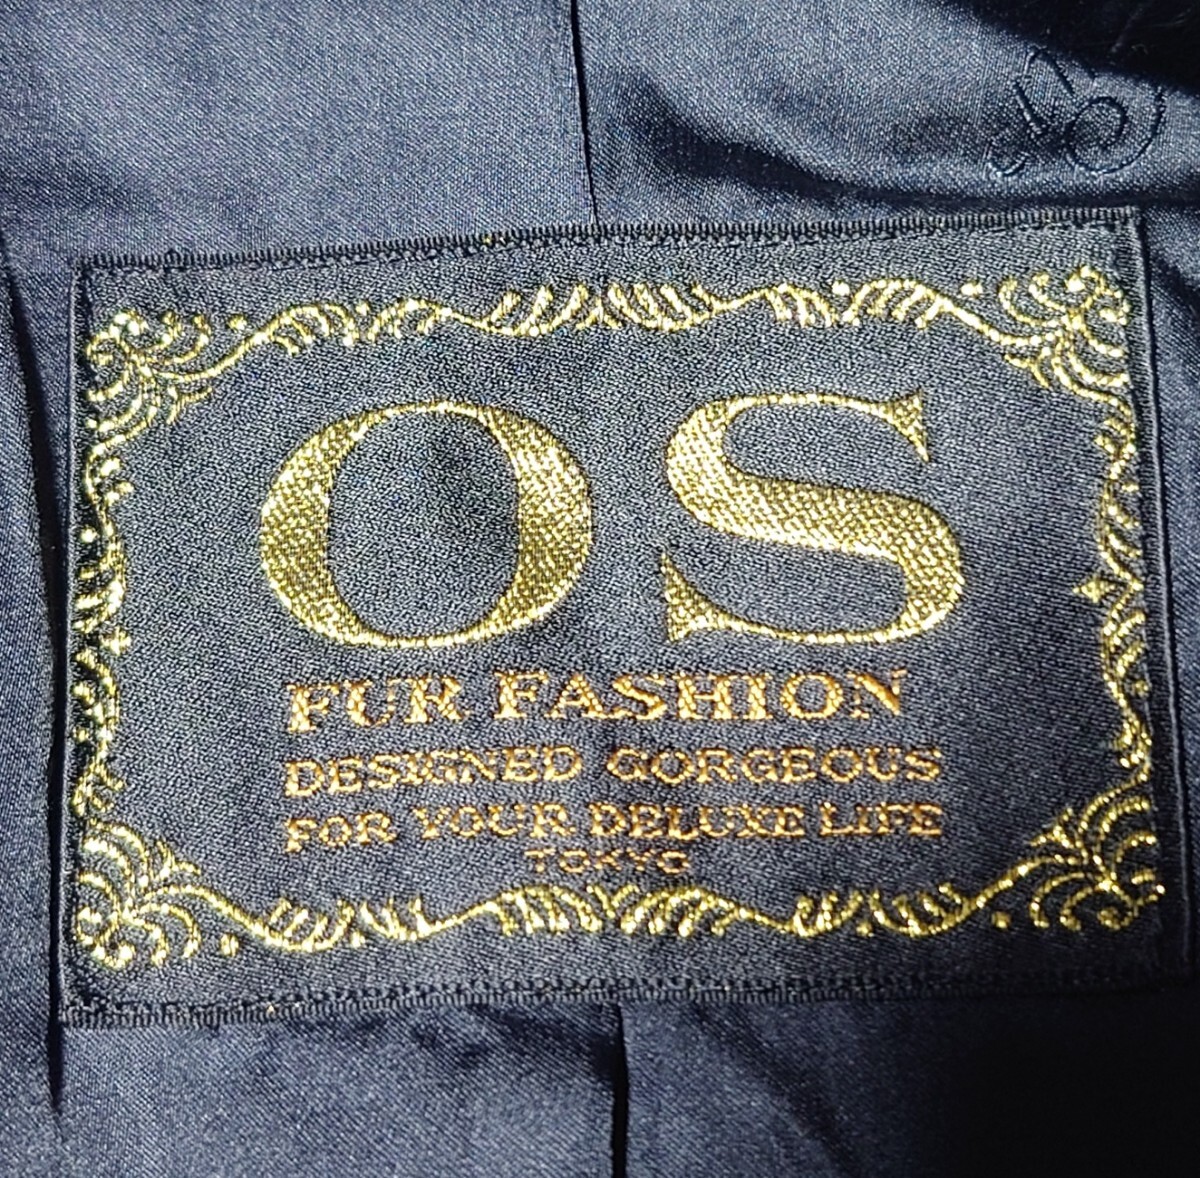 OS
FUR FASHION
DESIGNED GORGEOUS
FOR YOUR DELUXE LIFE
TOKYO